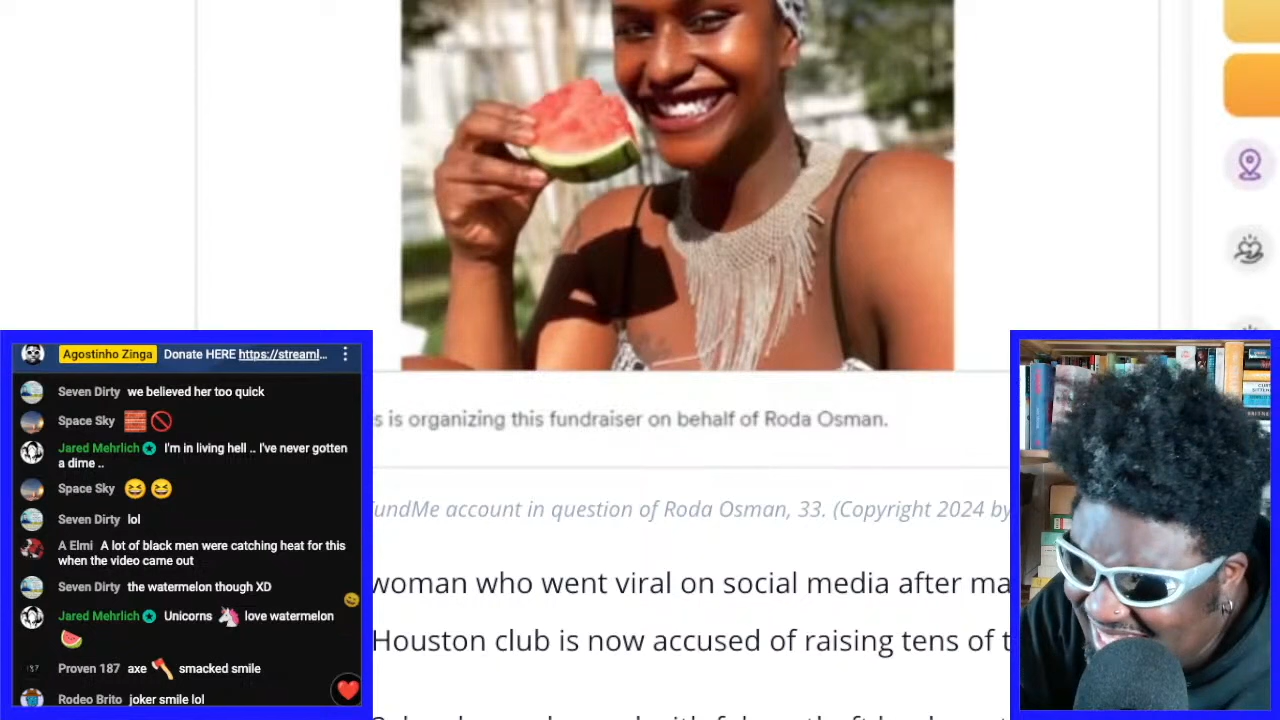 s is organizing this fundraiser on behalf of Roda Osman.
FundMe account in question of Roda Osman, 33. (Copyright 2024 by
woman who went viral on social media after ma
Houston club is now accused of raising tens of t
Agostinho Zinga Donate HERE https://streaml...
Seven Dirty we believed her too quick
Space Sky 🧱🚫
Jared Mehrlich I'm in living hell .. I've never gotten
a dime ..
Space Sky 😆😆
Seven Dirty lol
A Elmi A lot of black men were catching heat for this
when the video came out
Seven Dirty the watermelon though XD
Jared Mehrlich Unicorns 🦄 love watermelon
🍉
Proven 187 axe 🪓 smacked smile
Rodeo Brito joker smile lol